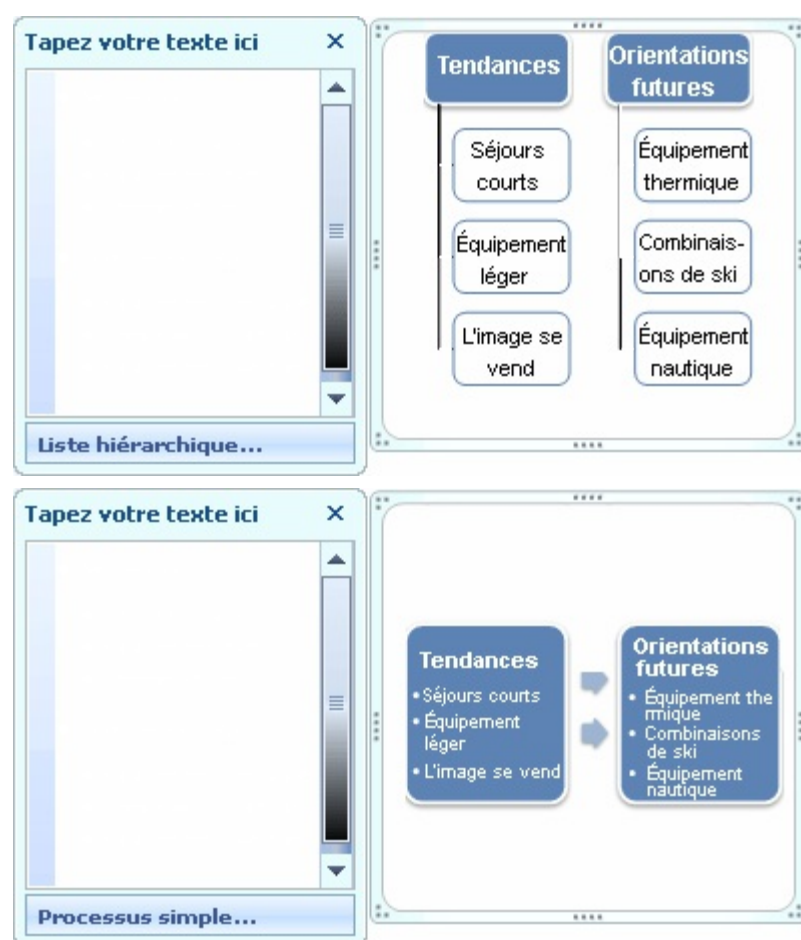 Tapez votre texte ici
Liste hiérarchique...
Tendances
Séjours
courts
Équipement
léger
L'image se
vend
Orientations
futures
Équipement
thermique
Combinais-
ons de ski
Équipement
nautique
Tapez votre texte ici
Processus simple...
Tendances
• Séjours courts
• Équipement
léger
• L'image se vend
Orientations
futures
• Équipement the
rmique
• Combinaisons
de ski
• Équipement
nautique